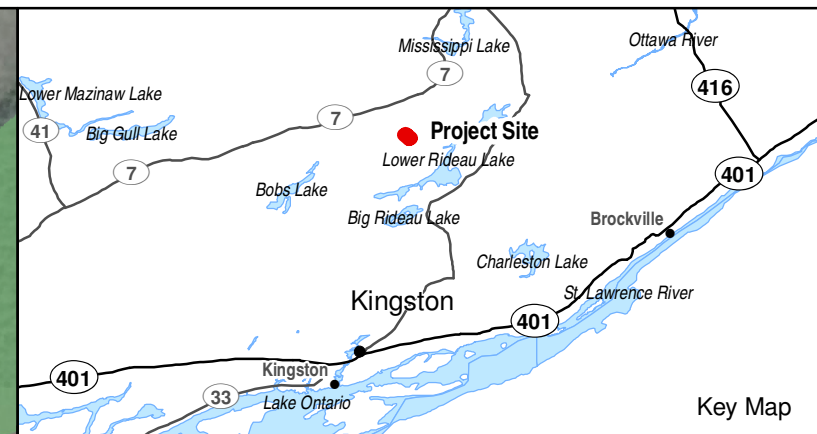 Mississippi Lake
Ottawa River
7
416
Lower Mazinaw Lake
7
41
Big Gull Lake
Project Site
Lower Rideau Lake
7
401
Bobs Lake
Big Rideau Lake
Brockville
Charleston Lake
St. Lawrence River
Kingston
401
Kingston
401
33
Lake Ontario
Key Map